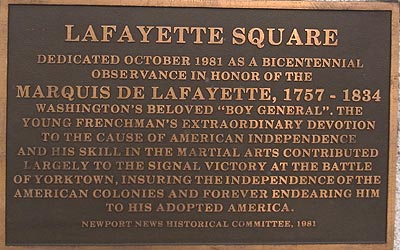 LAFAYETTE SQUARE
DEDICATED OCTOBER 1981 AS A BICENTENNIAL
OBSERVANCE IN HONOR OF THE
MARQUIS DE LAFAYETTE, 1757 - 1834
WASHINGTON'S BELOVED "BOY GENERAL". THE
YOUNG FRENCHMAN'S EXTRAORDINARY DEVOTION
TO THE CAUSE OF AMERICAN INDEPENDENCE
AND HIS SKILL IN THE MARTIAL ARTS CONTRIBUTED
LARGELY TO THE SIGNAL VICTORY AT THE BATTLE
OF YORKTOWN, INSURING THE INDEPENDENCE OF THE
AMERICAN COLONIES AND FOREVER ENDEARING HIM
TO HIS ADOPTED AMERICA.
NEWPORT NEWS HISTORICAL COMMITTEE, 1981